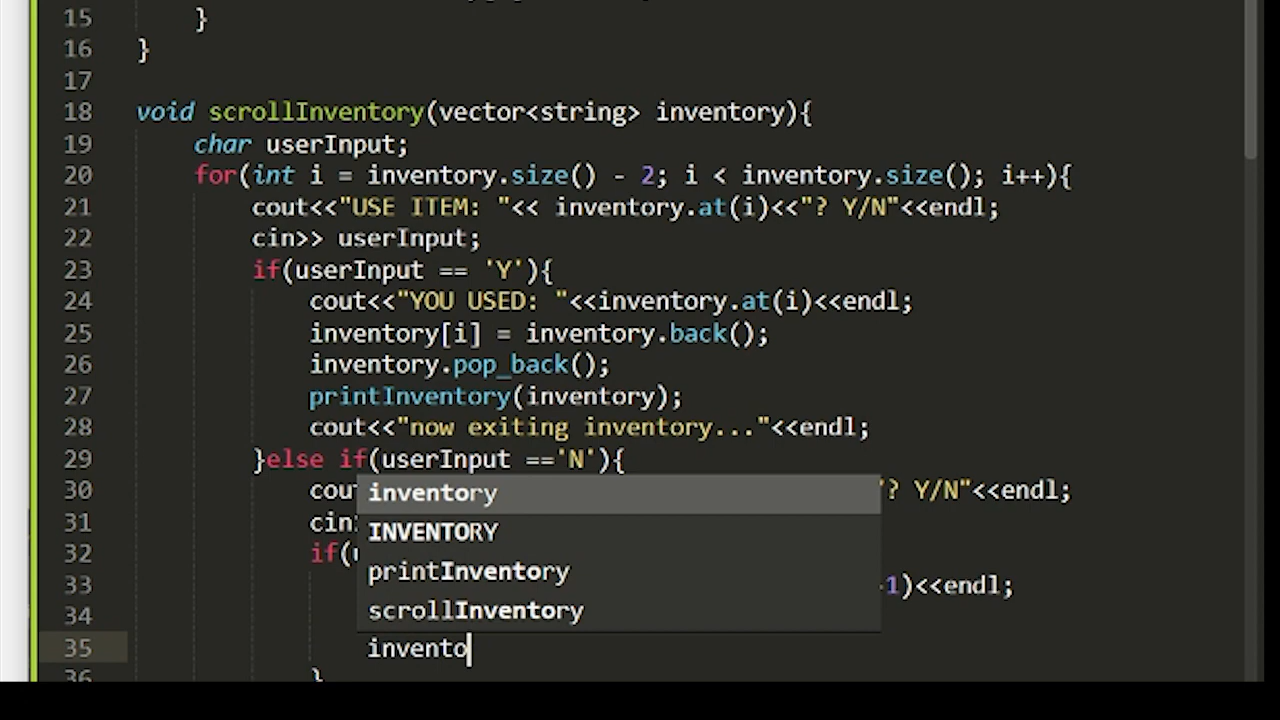 15 }
16 }
17
18 void scrollInventory(vector<string> inventory){
19 char userInput;
20 for(int i = inventory.size() - 2; i < inventory.size(); i++){
21 cout<<"USE ITEM: "<< inventory.at(i)<<"? Y/N"<<endl;
22 cin>> userInput;
23 if(userInput == 'Y'){
24 cout<<"YOU USED: "<<inventory.at(i)<<endl;
25 inventory[i] = inventory.back();
26 inventory.pop_back();
27 printInventory(inventory);
28 cout<<"now exiting inventory..."<<endl;
29 }else if(userInput =='N'){
30 cou ? Y/N"<<endl;
inventory
31 cin
INVENTORY
32 if(
printInventory
33 1)<<endl;
scrollInventory
34
35 invento
36 }